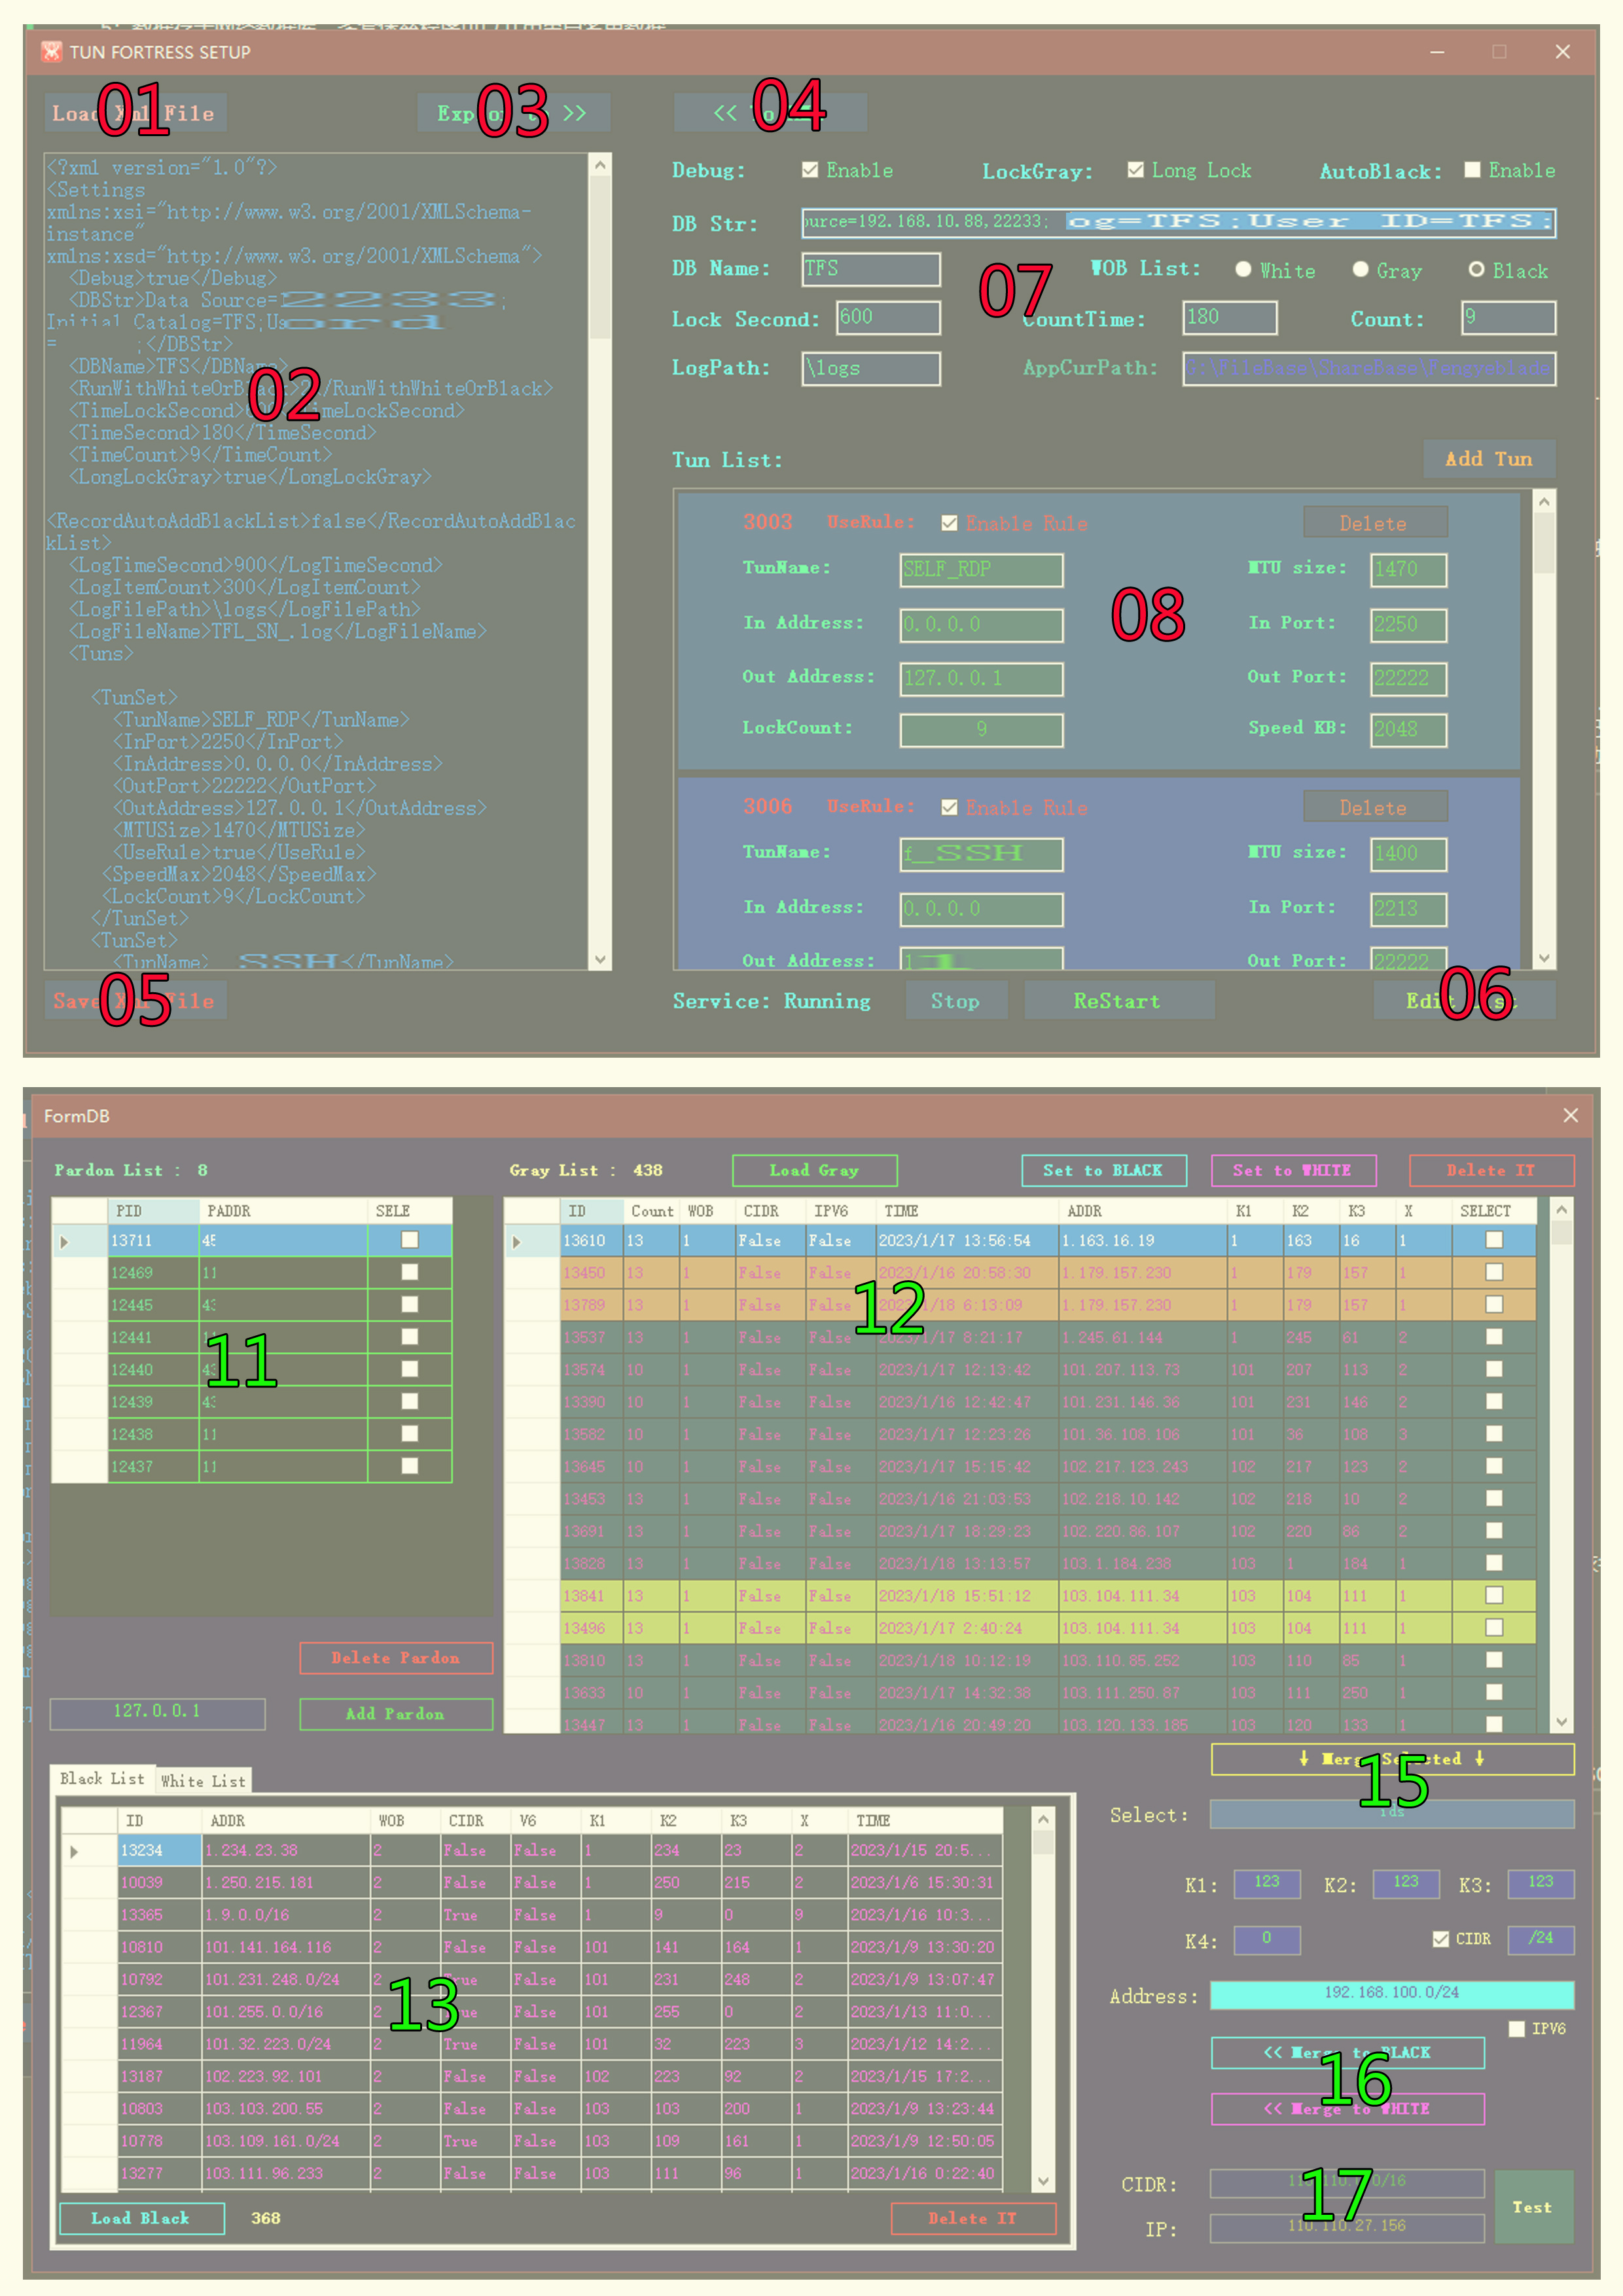 TUN FORTRESS SETUP
01 03 04
Debug: Enable LockGray: Long Lock AutoBlack: Enable
DB Str: ource=192.168.10.88,22233; og=TFS;User ID=TFS;
DB Name: TFS WOB List: White Gray Black
07
Lock Second: 600 CountTime: 180 Count: 9
LogPath: \logs AppCurPath: G:\FileBase\ShareBase\Fengyeblade
<?xml version="1.0"?>
<Settings
xmlns:xsi="http://www.w3.org/2001/XMLSchema-
instance"
xmlns:xsd="http://www.w3.org/2001/XMLSchema">
<Debug>true</Debug>
<DBStr>Data Source= 2233;
Initial Catalog=TFS;Us ord
= ;</DBStr>
<DBName>TFS</DBName>
02
<TimeSecond>180</TimeSecond>
<TimeCount>9</TimeCount>
<LongLockGray>true</LongLockGray>
<RecordAutoAddBlackList>false</RecordAutoAddBlac
kList>
<LogTimeSecond>900</LogTimeSecond>
<LogItemCount>300</LogItemCount>
<LogFilePath>\logs</LogFilePath>
<LogFileName>TFL_SN_.log</LogFileName>
<Tuns>
<TunSet>
<TunName>SELF_RDP</TunName>
<InPort>2250</InPort>
<InAddress>0.0.0.0</InAddress>
<OutPort>22222</OutPort>
<OutAddress>127.0.0.1</OutAddress>
<MTUSize>1470</MTUSize>
<UseRule>true</UseRule>
<SpeedMax>2048</SpeedMax>
<LockCount>9</LockCount>
</TunSet>
<TunSet>
<TunName> SSH</TunName>
Tun List: Add Tun
3003 UseRule: Enable Rule Delete
TunName: SELF_RDP MTU size: 1470
08
In Address: 0.0.0.0 In Port: 2250
Out Address: 127.0.0.1 Out Port: 22222
LockCount: 9 Speed KB: 2048
3006 UseRule: Enable Rule Delete
TunName: f_SSH MTU size: 1400
In Address: 0.0.0.0 In Port: 2213
Out Address: 1 Out Port: 22222
05
Service: Running Stop ReStart 06
FormDB
Pardon List : 8 Gray List : 438 Load Gray Set to BLACK Set to WHITE Delete IT
PID PADDR SELE
13711 45
12469 11
12445 43
12441
12440
12439 43
12438 11
12437 11
11
Delete Pardon
127.0.0.1 Add Pardon
ID Count WOB CIDR IPV6 TIME ADDR K1 K2 K3 X SELECT
13610 13 1 False False 2023/1/17 13:56:54 1.163.16.19 1 163 16 1
13450 13 1 False False 2023/1/16 20:58:30 1.179.157.230 1 179 157 1
13789 13 1 False False 2023/1/18 6:13:09 1.179.157.230 1 179 157 1
12
13537 13 1 False False 2023/1/17 8:21:17 1.245.61.144 1 245 61 2
13574 10 1 False False 2023/1/17 12:13:42 101.207.113.73 101 207 113 2
13390 10 1 False False 2023/1/16 12:42:47 101.231.146.36 101 231 146 2
13582 10 1 False False 2023/1/17 12:23:26 101.36.108.106 101 36 108 3
13645 10 1 False False 2023/1/17 15:15:42 102.217.123.243 102 217 123 2
13453 13 1 False False 2023/1/16 21:03:53 102.218.10.142 102 218 10 2
13691 13 1 False False 2023/1/17 18:29:23 102.220.86.107 102 220 86 2
13828 13 1 False False 2023/1/18 13:13:57 103.1.184.238 103 1 184 1
13841 13 1 False False 2023/1/18 15:51:12 103.104.111.34 103 104 111 1
13496 13 1 False False 2023/1/17 2:40:24 103.104.111.34 103 104 111 1
13810 13 1 False False 2023/1/18 10:12:19 103.110.85.252 103 110 85 1
13633 10 1 False False 2023/1/17 14:32:38 103.111.250.87 103 111 250 1
13447 13 1 False False 2023/1/16 20:49:20 103.120.133.185 103 120 133 1
Black List White List
ID ADDR WOB CIDR V6 K1 K2 K3 X TIME
13234 1.234.23.38 2 False False 1 234 23 2 2023/1/15 20:5...
10039 1.250.215.181 2 False False 1 250 215 2 2023/1/6 15:30:31
13365 1.9.0.0/16 2 True False 1 9 0 9 2023/1/16 10:3...
10810 101.141.164.116 2 False False 101 141 164 1 2023/1/9 13:30:20
10792 101.231.248.0/24 2 True False 101 231 248 2 2023/1/9 13:07:47
13
12367 101.255.0.0/16 2 True False 101 255 0 2 2023/1/13 11:0...
11964 101.32.223.0/24 2 True False 101 32 223 3 2023/1/12 14:2...
13187 102.223.92.101 2 False False 102 223 92 2 2023/1/15 17:2...
10803 103.103.200.55 2 False False 103 103 200 1 2023/1/9 13:23:44
10778 103.109.161.0/24 2 True False 103 109 161 1 2023/1/9 12:50:05
13277 103.111.96.233 2 False False 103 111 96 1 2023/1/16 0:22:40
Load Black 368 Delete IT
↓ Merge Selected ↓
15
Select: ids
K1: 123 K2: 123 K3: 123
K4: 0 CIDR /24
Address: 192.168.100.0/24
IPV6
<< Merge to BLACK
16
<< Merge to WHITE
CIDR: 0/16
17 Test
IP: 110.110.27.156